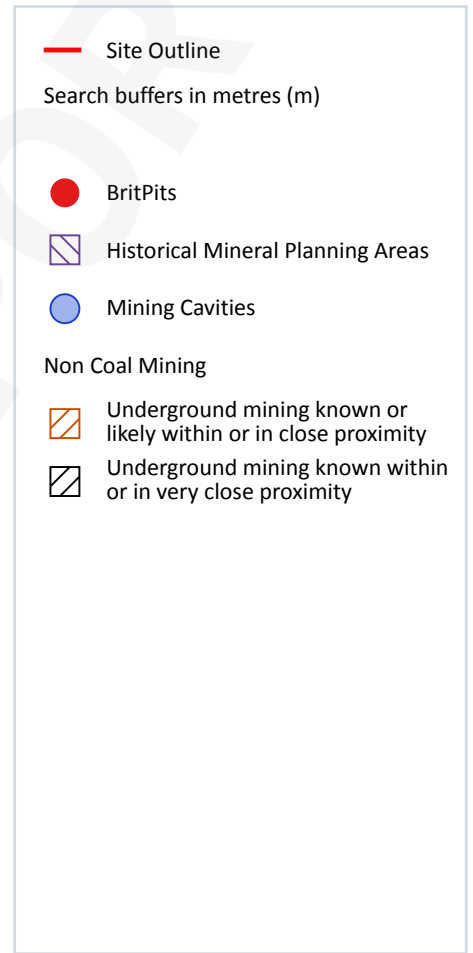 Site Outline
Search buffers in metres (m)
BritPits
Historical Mineral Planning Areas
Mining Cavities
Non Coal Mining
Underground mining known or
likely within or in close proximity
Underground mining known within
or in very close proximity